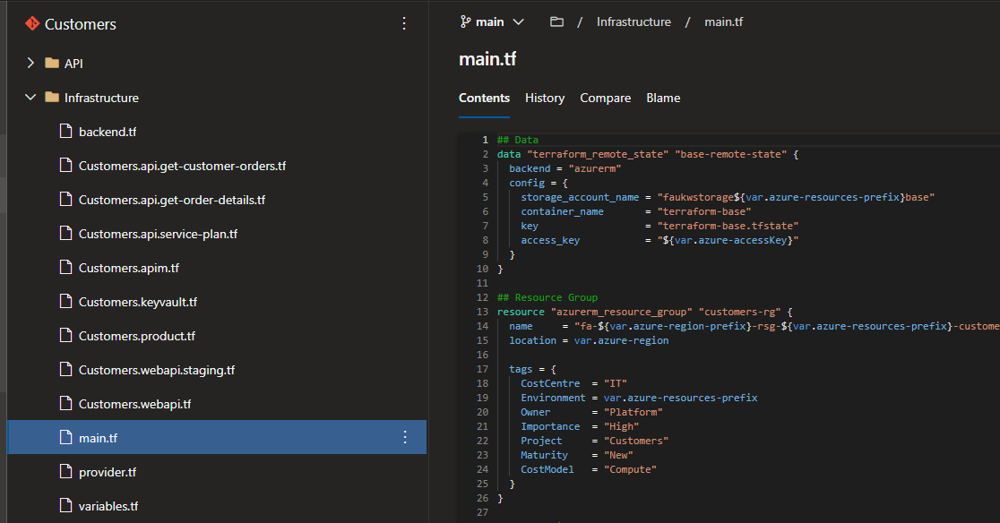 Customers
API
Infrastructure
backend.tf
Customers.api.get-customer-orders.tf
Customers.api.get-order-details.tf
Customers.api.service-plan.tf
Customers.apim.tf
Customers.keyvault.tf
Customers.product.tf
Customers.webapi.staging.tf
Customers.webapi.tf
main.tf
provider.tf
variables.tf
main / Infrastructure / main.tf
main.tf
Contents History Compare Blame
1 ## Data
2 data "terraform_remote_state" "base-remote-state" {
3   backend = "azurerm"
4   config = {
5     storage_account_name = "faukwstorage${var.azure-resources-prefix}base"
6     container_name       = "terraform-base"
7     key                  = "terraform-base.tfstate"
8     access_key           = "${var.azure-accessKey}"
9   }
10 }
11
12 ## Resource Group
13 resource "azurerm_resource_group" "customers-rg" {
14   name     = "fa-${var.azure-region-prefix}-rsg-${var.azure-resources-prefix}-custome
15   location = var.azure-region
16
17   tags = {
18     CostCentre  = "IT"
19     Environment = var.azure-resources-prefix
20     Owner       = "Platform"
21     Importance  = "High"
22     Project     = "Customers"
23     Maturity    = "New"
24     CostModel   = "Compute"
25   }
26 }
27